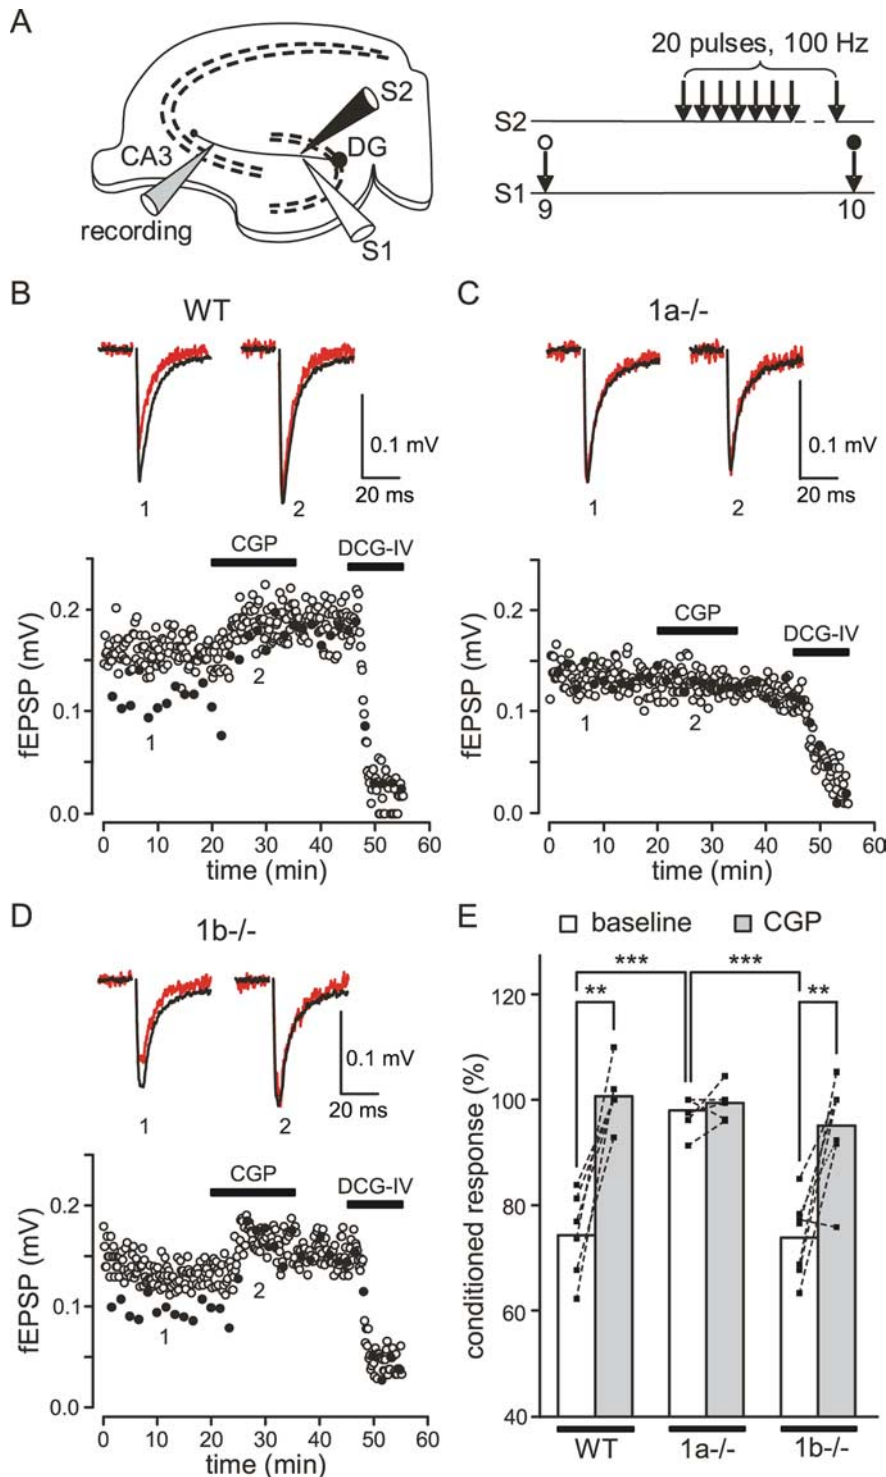 A
S2
CA3
DG
recording
S1
20 pulses, 100 Hz
S2
S1
9
10
B
WT
0.1 mV
20 ms
1
2
CGP
DCG-IV
fEPSP (mV)
0.2
0.1
0.0
1
2
0 10 20 30 40 50 60
time (min)
C
1a-/-
0.1 mV
20 ms
1
2
CGP
DCG-IV
fEPSP (mV)
0.2
0.1
0.0
1
2
0 10 20 30 40 50 60
time (min)
D
1b-/-
0.1 mV
20 ms
1
2
CGP
DCG-IV
fEPSP (mV)
0.2
0.1
0.0
1
2
0 10 20 30 40 50 60
time (min)
E
baseline CGP
*** ***
** **
conditioned response (%)
120
100
80
60
40
WT 1a-/- 1b-/-